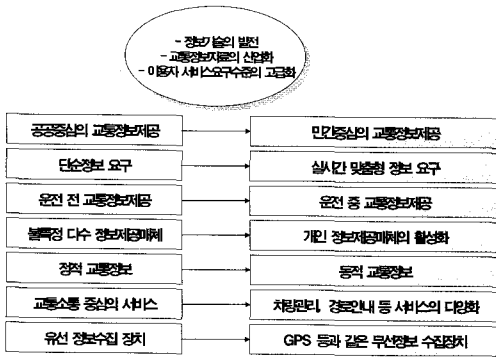 - 정보기술의 발전
- 교통정보자료의 산업화
- 이용자 서비스요구수준의 고급화
공공중심의 교통정보제공
민간중심의 교통정보제공
단순정보 요구
실시간 맞춤형 정보 요구
운전 전 교통정보제공
운전 중 교통정보제공
불특정 다수 정보제공매체
개인 정보제공매체의 활성화
정적 교통정보
동적 교통정보
교통소통 중심의 서비스
차량관리, 경로안내 등 서비스의 다양화
유선 정보수집 장치
GPS 등과 같은 무선정보 수집장치